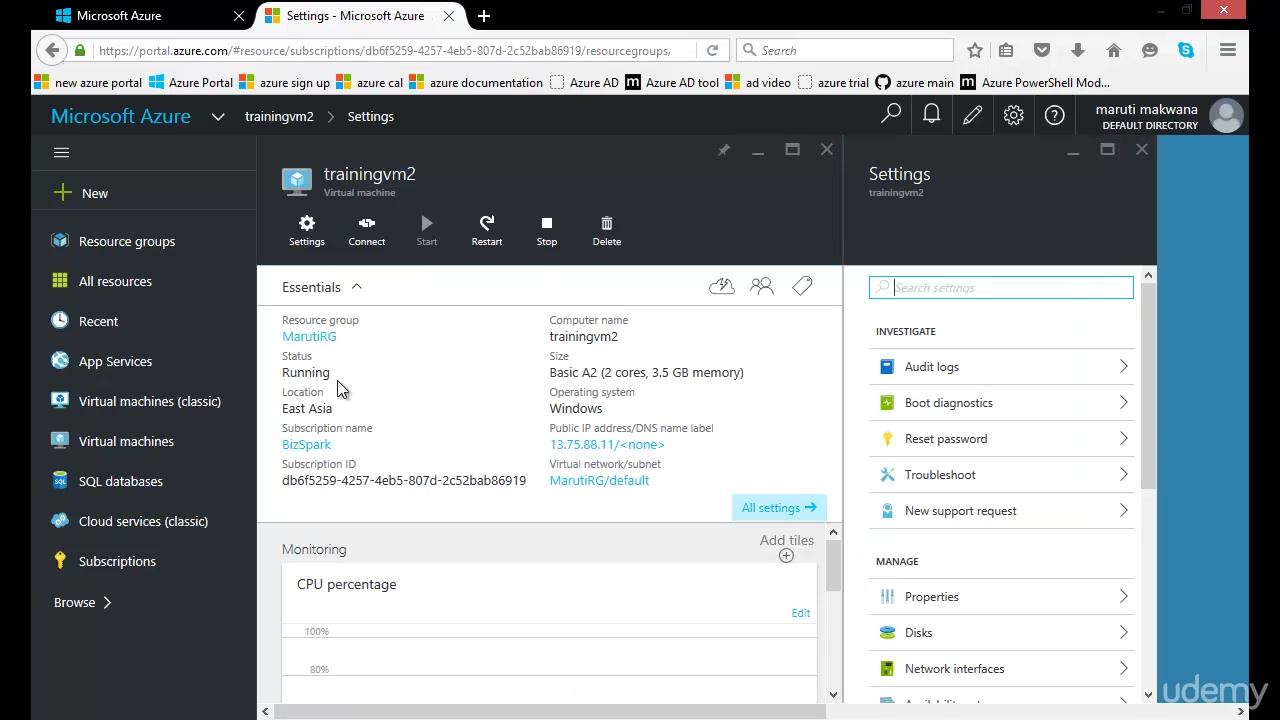 Microsoft Azure
Settings - Microsoft Azure
https://portal.azure.com/#resource/subscriptions/db6f5259-4257-4eb5-807d-2c52bab86919/resourcegroups,
Search
new azure portal
Azure Portal
azure sign up
azure cal
azure documentation
Azure AD
Azure AD tool
ad video
azure trial
azure main
Azure PowerShell Mod...
Microsoft Azure
trainingvm2
Settings
maruti makwana
DEFAULT DIRECTORY
New
Resource groups
All resources
Recent
App Services
Virtual machines (classic)
Virtual machines
SQL databases
Cloud services (classic)
Subscriptions
Browse
trainingvm2
Virtual machine
Settings
Connect
Start
Restart
Stop
Delete
Essentials
Resource group
MarutiRG
Status
Running
Location
East Asia
Subscription name
BizSpark
Subscription ID
db6f5259-4257-4eb5-807d-2c52bab86919
Computer name
trainingvm2
Size
Basic A2 (2 cores, 3.5 GB memory)
Operating system
Windows
Public IP address/DNS name label
13.75.88.11/<none>
Virtual network/subnet
MarutiRG/default
All settings
Monitoring
Add tiles
CPU percentage
Edit
100%
80%
Settings
trainingvm2
Search settings
INVESTIGATE
Audit logs
Boot diagnostics
Reset password
Troubleshoot
New support request
MANAGE
Properties
Disks
Network interfaces
udemy